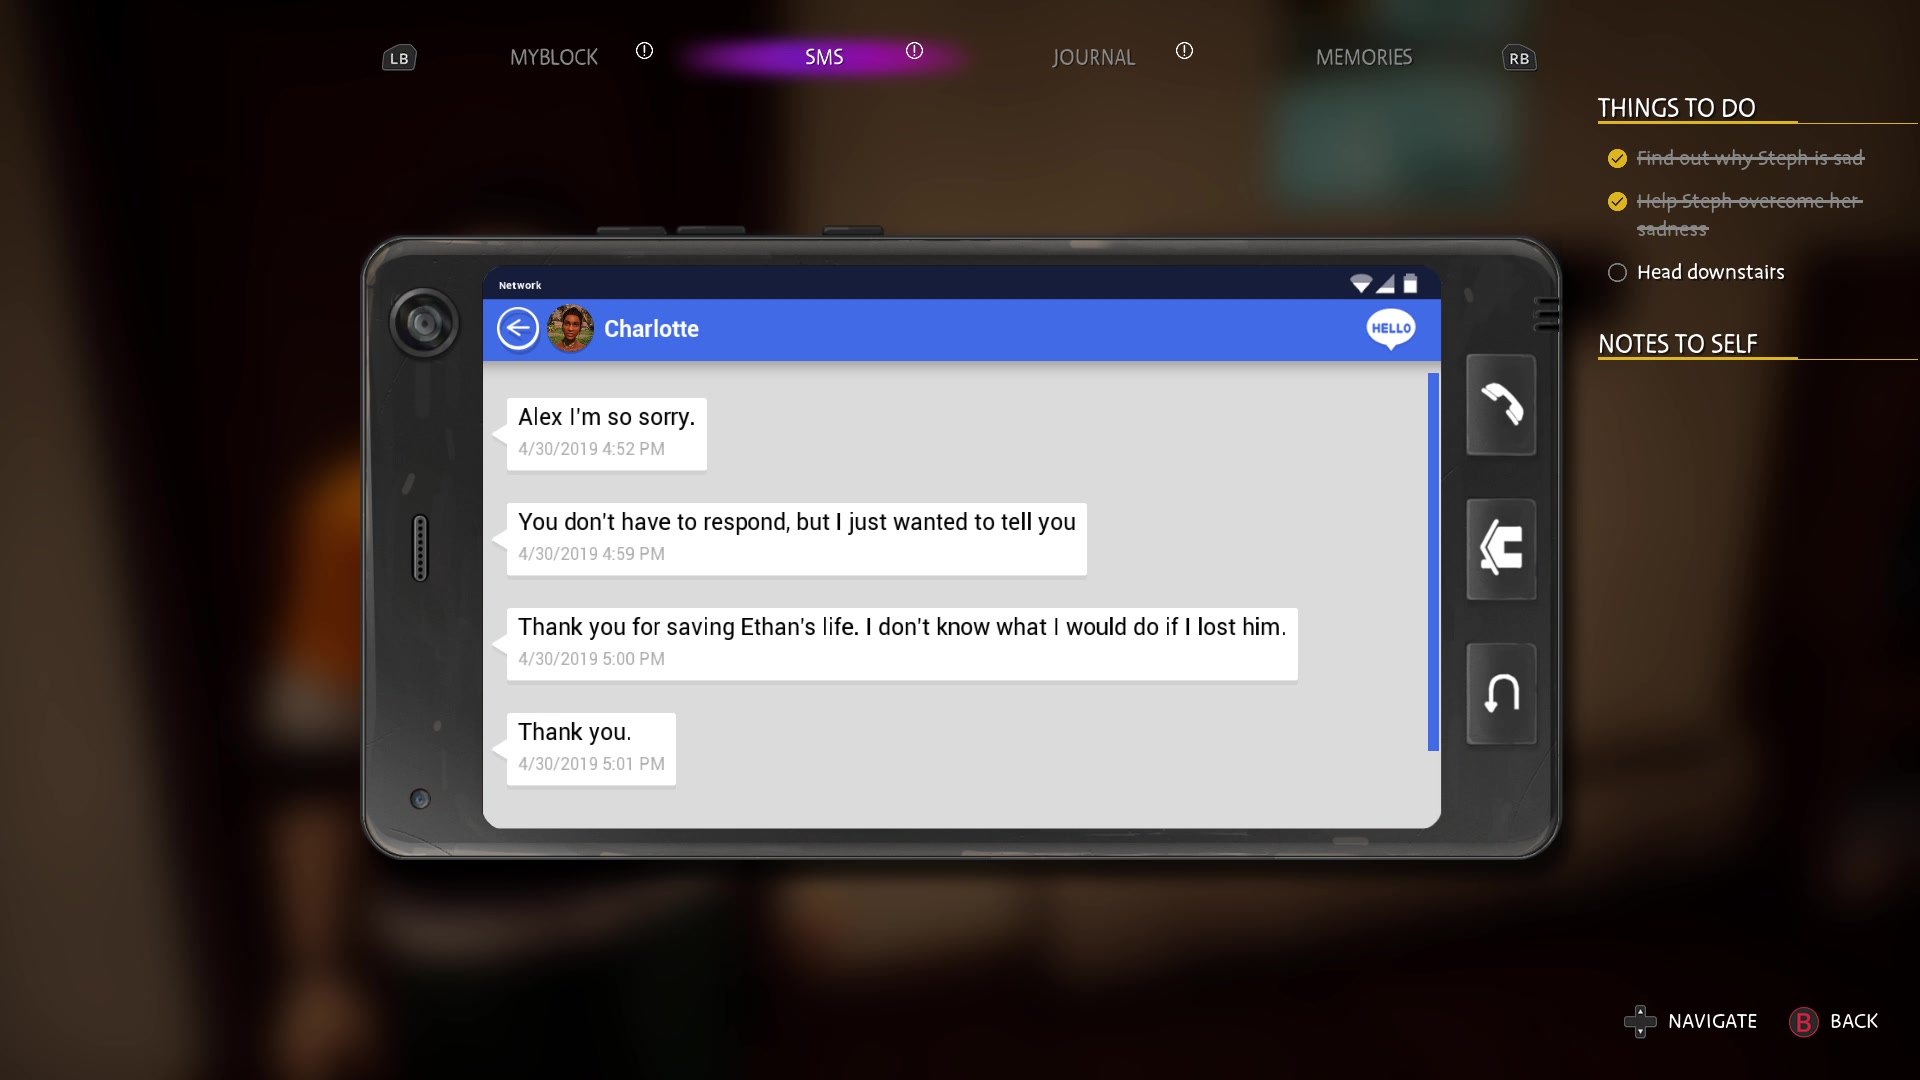 LB
MYBLOCK
SMS
JOURNAL
MEMORIES
RB
THINGS TO DO
Find out why Steph is sad
Help Steph overcome her
sadness
Head downstairs
NOTES TO SELF
Network
Charlotte
HELLO
Alex I'm so sorry.
4/30/2019 4:52 PM
You don't have to respond, but I just wanted to tell you
4/30/2019 4:59 PM
Thank you for saving Ethan's life. I don't know what I would do if I lost him.
4/30/2019 5:00 PM
Thank you.
4/30/2019 5:01 PM
NAVIGATE
B BACK